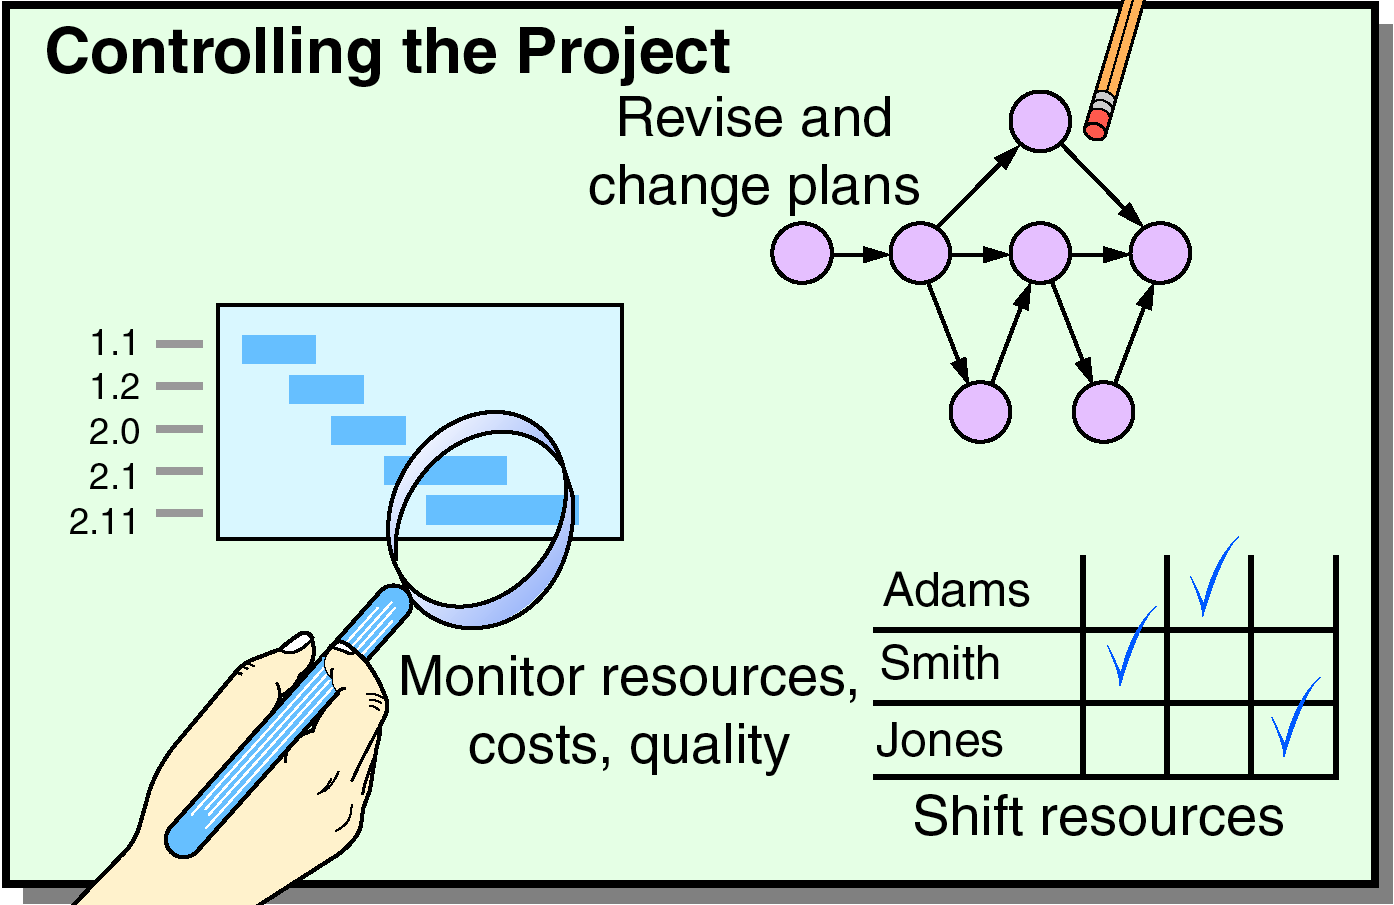 Controlling the Project
Revise and
change plans
1.1
1.2
2.0
2.1
2.11
Monitor resources,
costs, quality
Adams
Smith
Jones
Shift resources